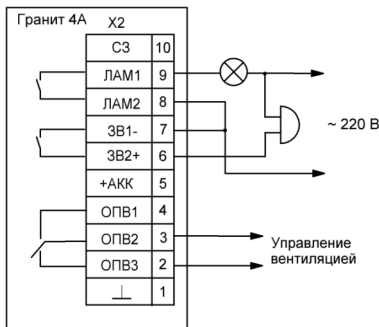 Гранит 4А X2
СЗ 10
ЛАМ1 9
ЛАМ2 8
ЗВ1- 7
ЗВ2+ 6
+АКК 5
ОПВ1 4
ОПВ2 3
ОПВ3 2
1
~ 220 В
Управление
вентиляцией